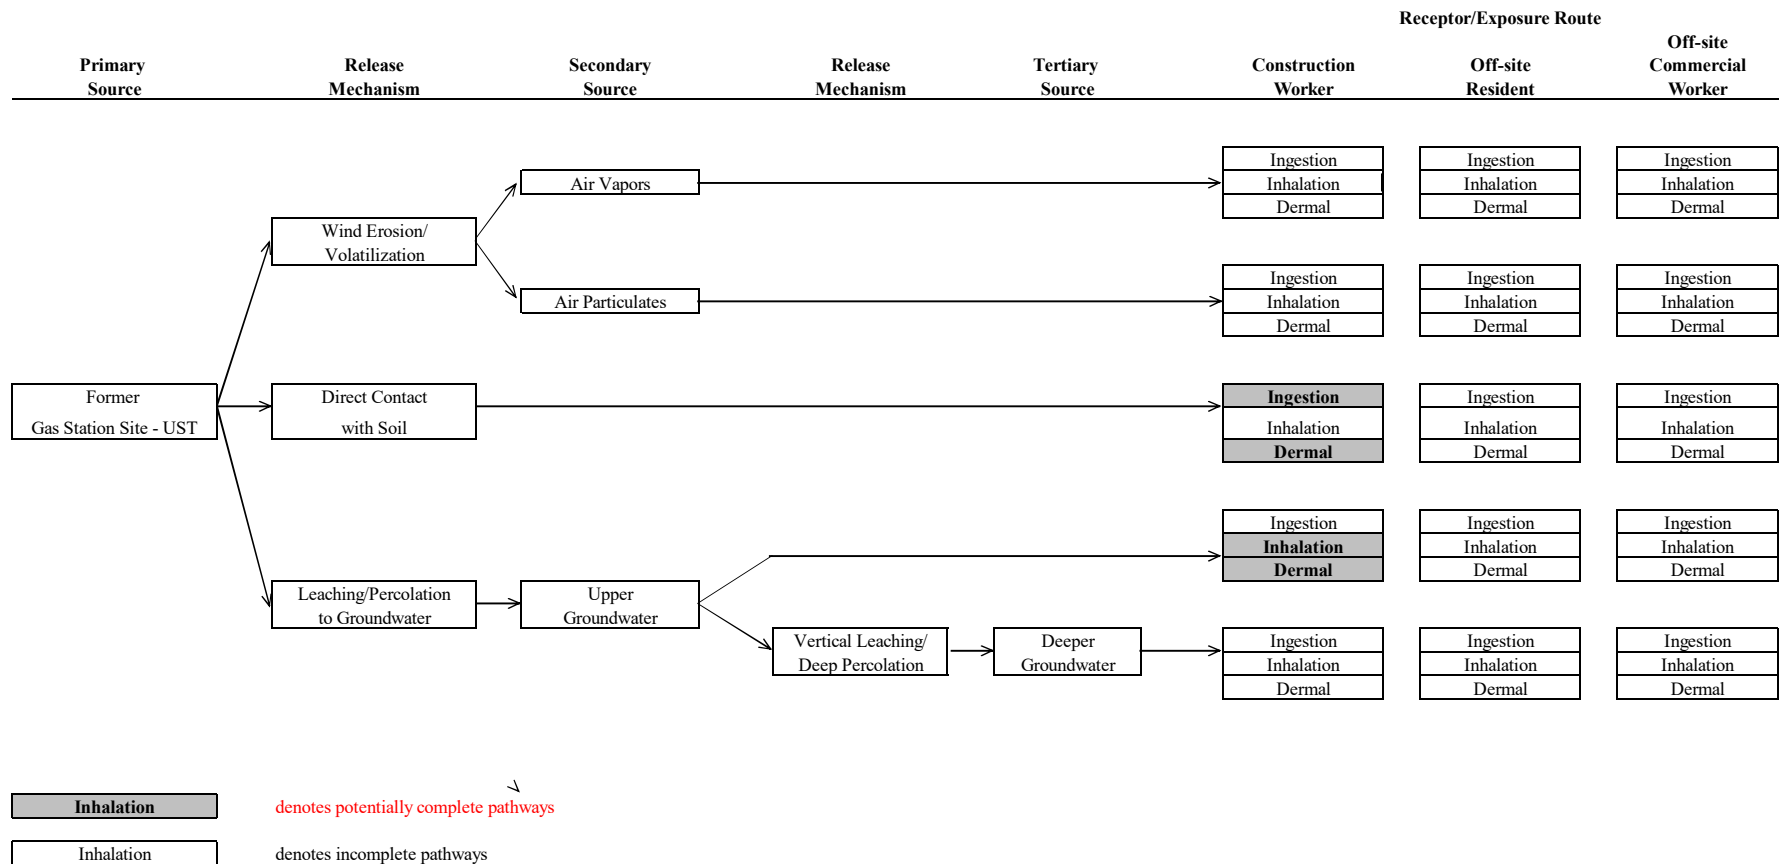 Receptor/Exposure Route
Off-site
Primary Release Secondary Release Tertiary Construction Off-site Commercial
Source Mechanism Source Mechanism Source Worker Resident Worker
Ingestion Ingestion Ingestion
Air Vapors Inhalation Inhalation Inhalation
Dermal Dermal Dermal
Wind Erosion/
Volatilization
Ingestion Ingestion Ingestion
Air Particulates Inhalation Inhalation Inhalation
Dermal Dermal Dermal
Former Direct Contact Ingestion Ingestion Ingestion
Gas Station Site - UST with Soil Inhalation Inhalation Inhalation
Dermal Dermal Dermal
Ingestion Ingestion Ingestion
Inhalation Inhalation Inhalation
Dermal Dermal Dermal
Leaching/Percolation Upper
to Groundwater Groundwater
Vertical Leaching/ Deeper Ingestion Ingestion Ingestion
Deep Percolation Groundwater Inhalation Inhalation Inhalation
Dermal Dermal Dermal
Inhalation denotes potentially complete pathways
Inhalation denotes incomplete pathways